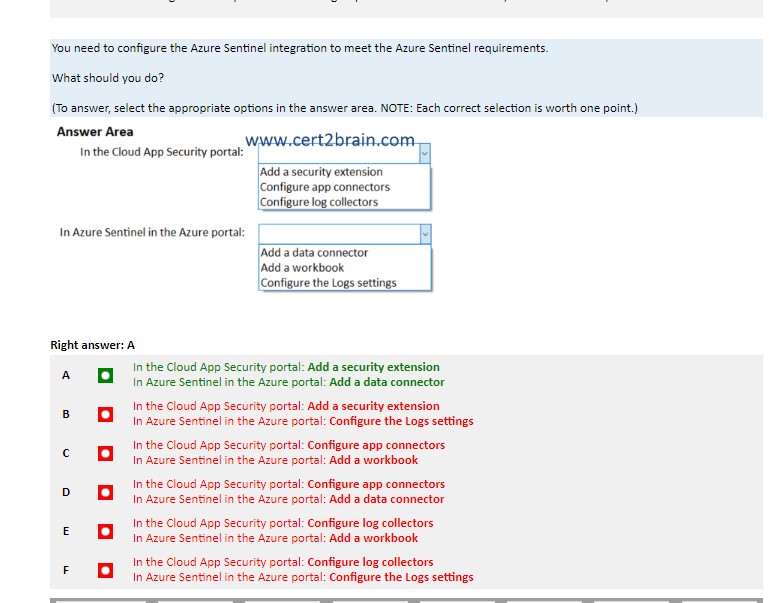 You need to configure the Azure Sentinel integration to meet the Azure Sentinel requirements.
What should you do?
(To answer, select the appropriate options in the answer area. NOTE: Each correct selection is worth one point.)
Answer Area
www.cert2brain.com
In the Cloud App Security portal:
Add a security extension
Configure app connectors
Configure log collectors
In Azure Sentinel in the Azure portal:
Add a data connector
Add a workbook
Configure the Logs settings
Right answer: A
A
In the Cloud App Security portal: Add a security extension
In Azure Sentinel in the Azure portal: Add a data connector
B
In the Cloud App Security portal: Add a security extension
In Azure Sentinel in the Azure portal: Configure the Logs settings
C
In the Cloud App Security portal: Configure app connectors
In Azure Sentinel in the Azure portal: Add a workbook
D
In the Cloud App Security portal: Configure app connectors
In Azure Sentinel in the Azure portal: Add a data connector
E
In the Cloud App Security portal: Configure log collectors
In Azure Sentinel in the Azure portal: Add a workbook
F
In the Cloud App Security portal: Configure log collectors
In Azure Sentinel in the Azure portal: Configure the Logs settings